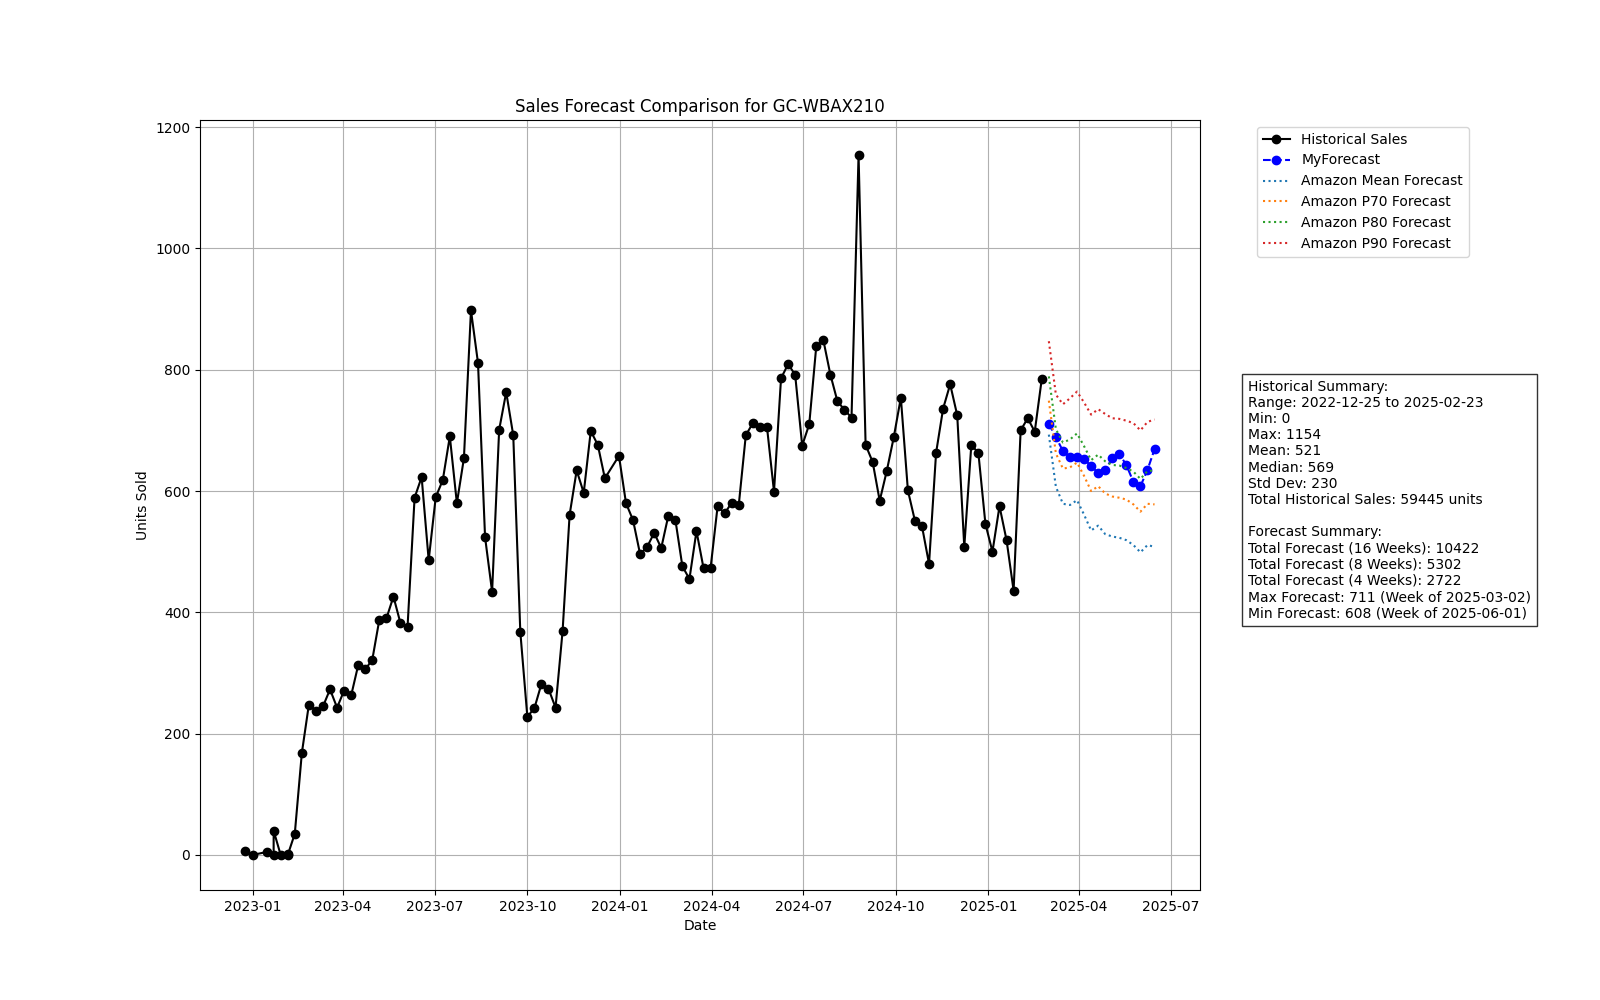 Sales Forecast Comparison for GC-WBAX210
1200
1000
800
600
400
200
0
Units Sold
2023-01
2023-04
2023-07
2023-10
2024-01
2024-04
2024-07
2024-10
2025-01
2025-04
2025-07
Date
Historical Sales
MyForecast
Amazon Mean Forecast
Amazon P70 Forecast
Amazon P80 Forecast
Amazon P90 Forecast
Historical Summary:
Range: 2022-12-25 to 2025-02-23
Min: 0
Max: 1154
Mean: 521
Median: 569
Std Dev: 230
Total Historical Sales: 59445 units
Forecast Summary:
Total Forecast (16 Weeks): 10422
Total Forecast (8 Weeks): 5302
Total Forecast (4 Weeks): 2722
Max Forecast: 711 (Week of 2025-03-02)
Min Forecast: 608 (Week of 2025-06-01)